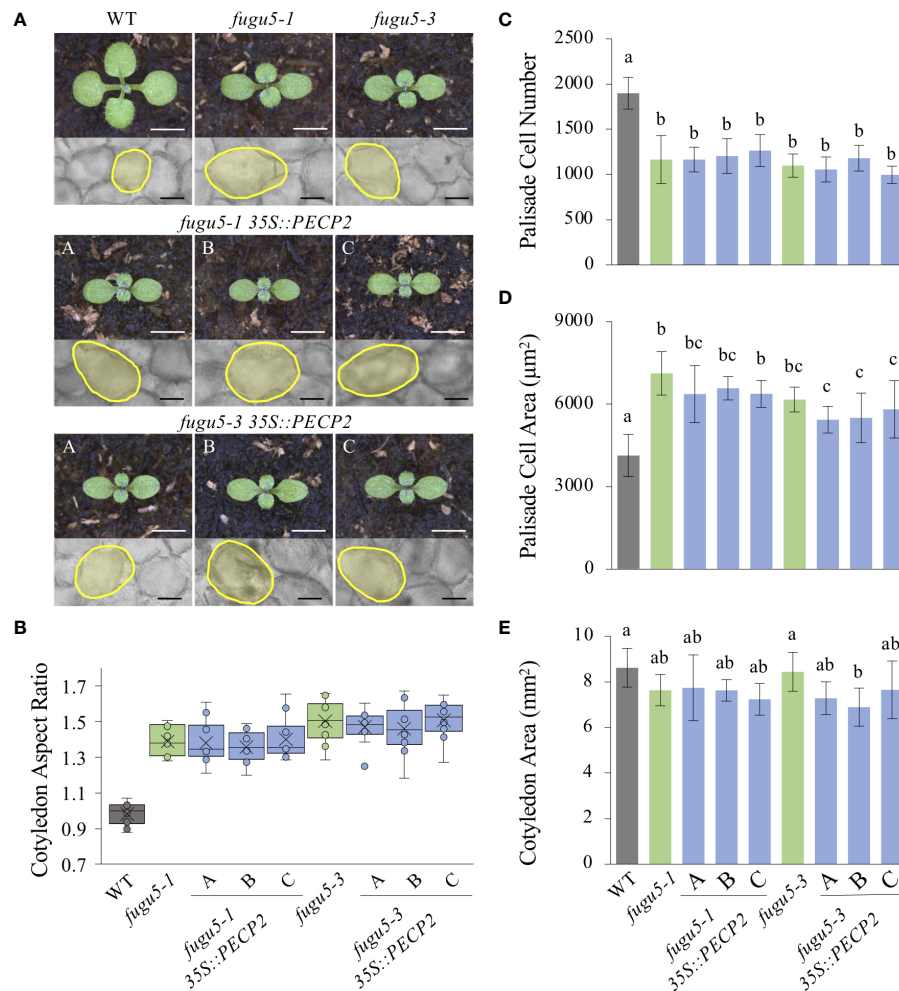 A
WT fugu5-1 fugu5-3
fugu5-1 35S::PECP2
A B C
fugu5-3 35S::PECP2
A B C
B
Cotyledon Aspect Ratio
1.7
1.5
1.3
1.1
0.9
0.7
WT fugu5-1 A B C fugu5-3 A B C
fugu5-1 35S::PECP2
fugu5-3 35S::PECP2
C
Palisade Cell Number
2500
2000
1500
1000
500
0
a b b b b b b b b
D
Palisade Cell Area (µm²)
9000
6000
3000
0
a b bc bc b bc c c c
E
Cotyledon Area (mm²)
10
8
6
4
2
0
a ab ab ab ab a ab b ab
WT fugu5-1 A B C fugu5-3 A B C
fugu5-1 35S::PECP2
fugu5-3 35S::PECP2